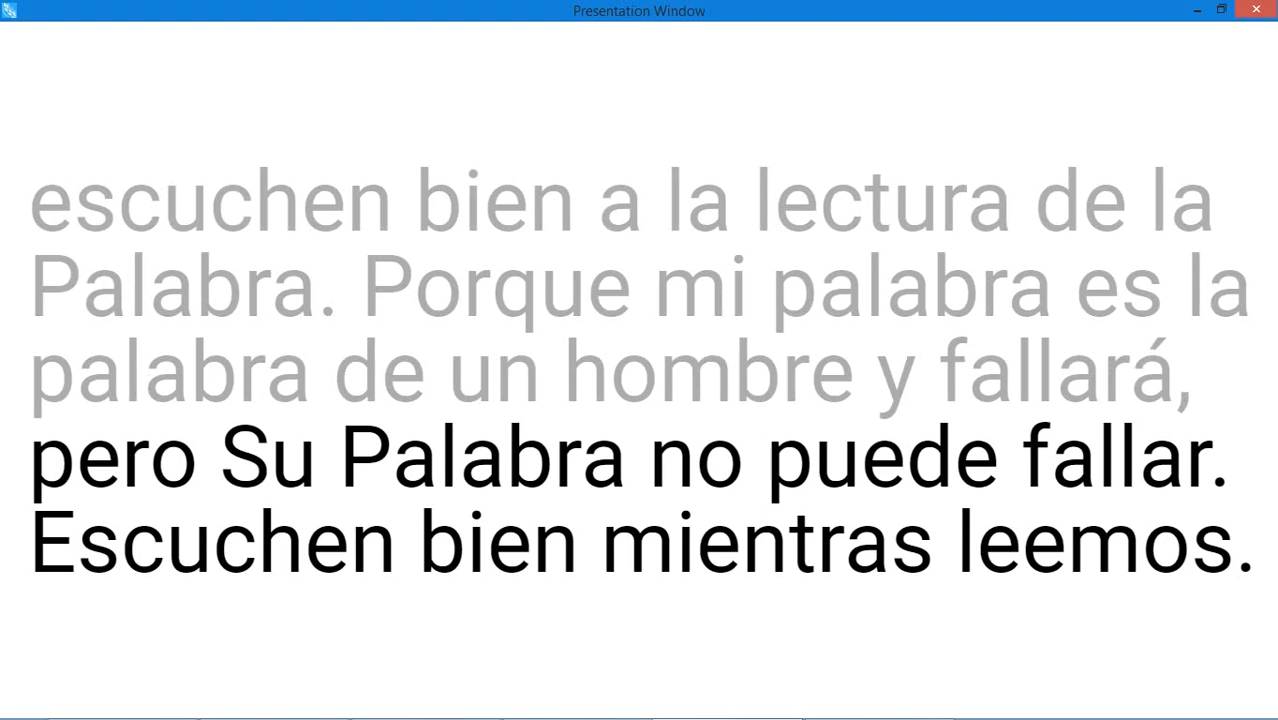 Presentation Window
escuchen bien a la lectura de la
Palabra. Porque mi palabra es la
palabra de un hombre y fallará,
pero Su Palabra no puede fallar.
Escuchen bien mientras leemos.